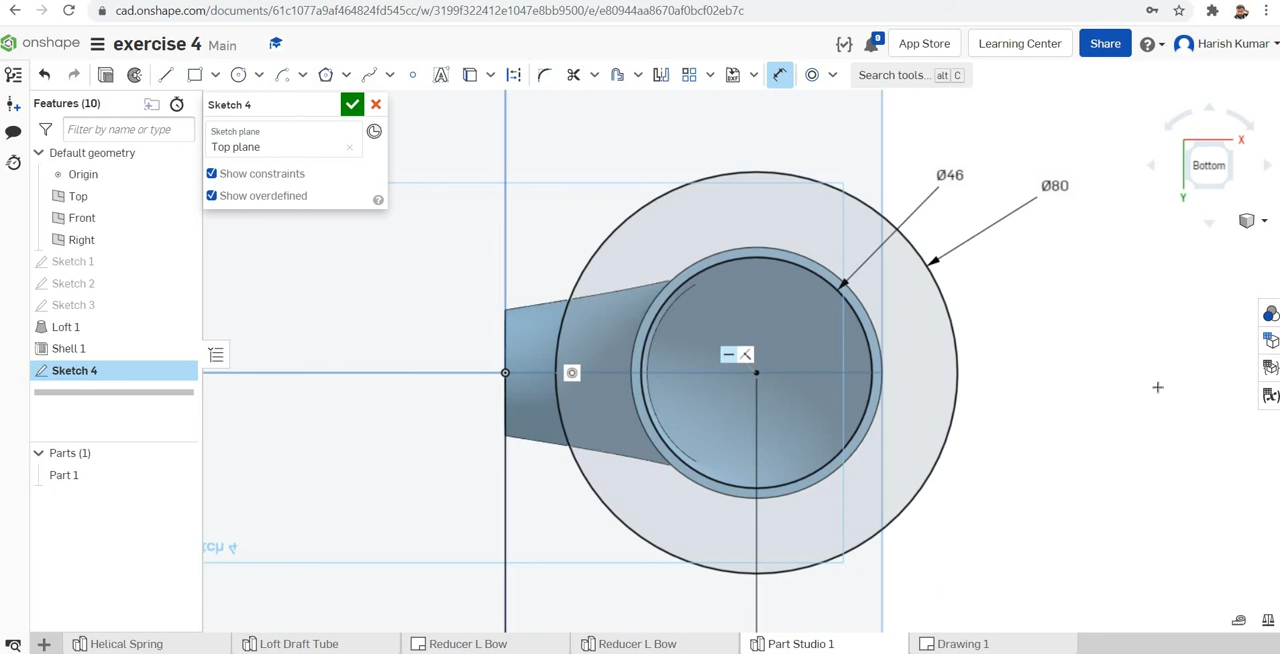 cad.onshape.com/documents/61c1077a9af464824fd545cc/w/3199f3322412e1047e8bb9500/e/e80944aa8670af0bcf02eb7c
onshape exercise 4 Main 9 App Store Learning Center Share Harish Kumar
Search tools... alt C
Features (10)
Filter by name or type
Default geometry
Origin
Top
Front
Right
Sketch 1
Sketch 2
Sketch 3
Loft 1
Shell 1
Sketch 4
Parts (1)
Part 1
Sketch 4
Sketch plane
Top plane
Show constraints
Show overdefined
Ø46
Ø80
X
Bottom
Y
Helical Spring Loft Draft Tube Reducer L Bow Reducer L Bow Part Studio 1 Drawing 1